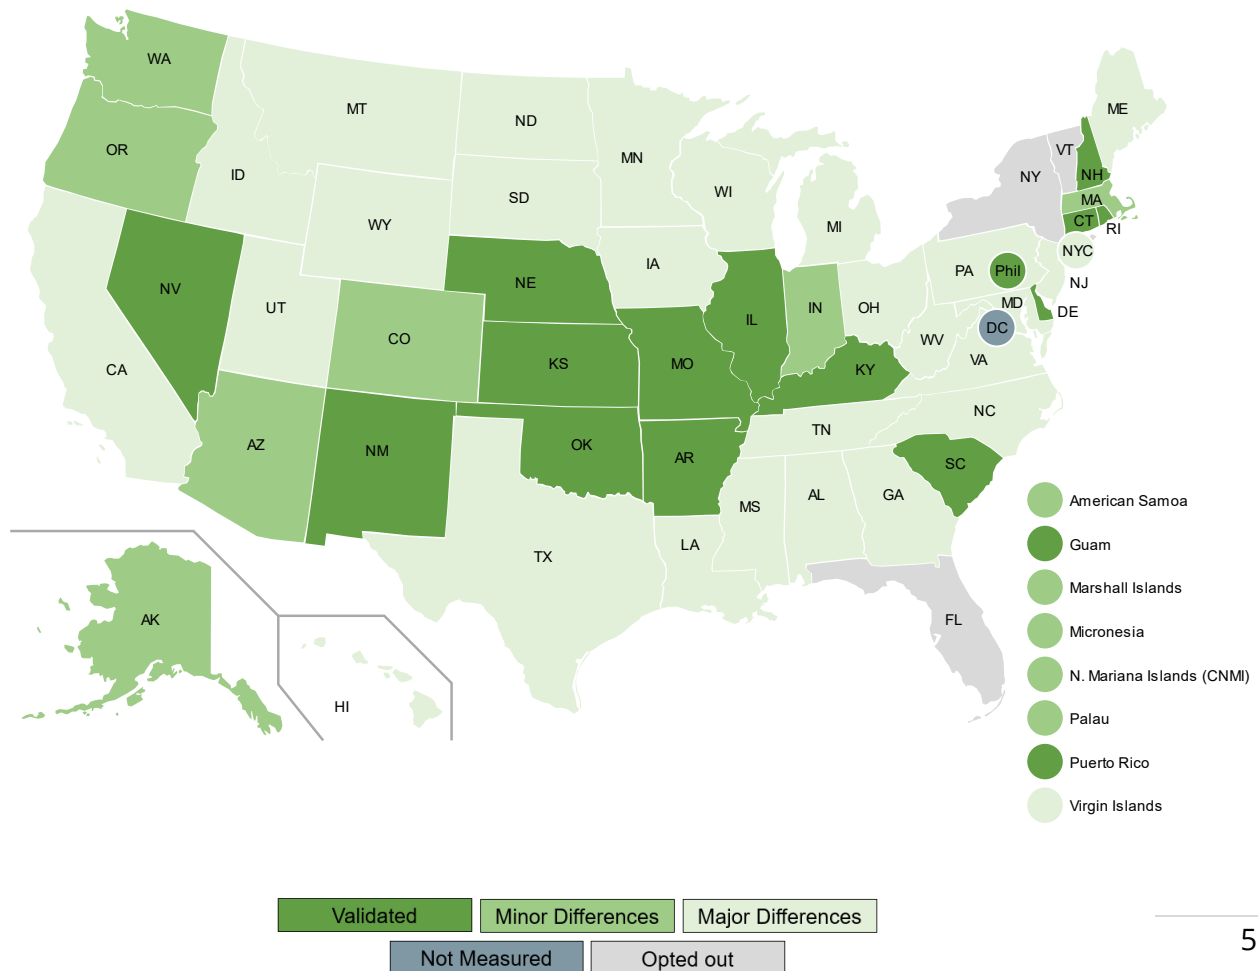 WA
ME
MT
ND
OR
VT
MN
ID
NY
NH
WI
SD
MA
WY
CT
RI
MI
NYC
IA
PA
Phil
NE
NJ
NV
MD
UT
IL
IN
OH
DE
CO
DC
WV
VA
KS
MO
CA
KY
NC
TN
AZ
NM
OK
AR
SC
GA
MS
AL
American Samoa
LA
Guam
TX
Marshall Islands
AK
FL
Micronesia
N. Mariana Islands (CNMI)
HI
Palau
Puerto Rico
Virgin Islands
Validated
Minor Differences
Major Differences
Not Measured
Opted out
5